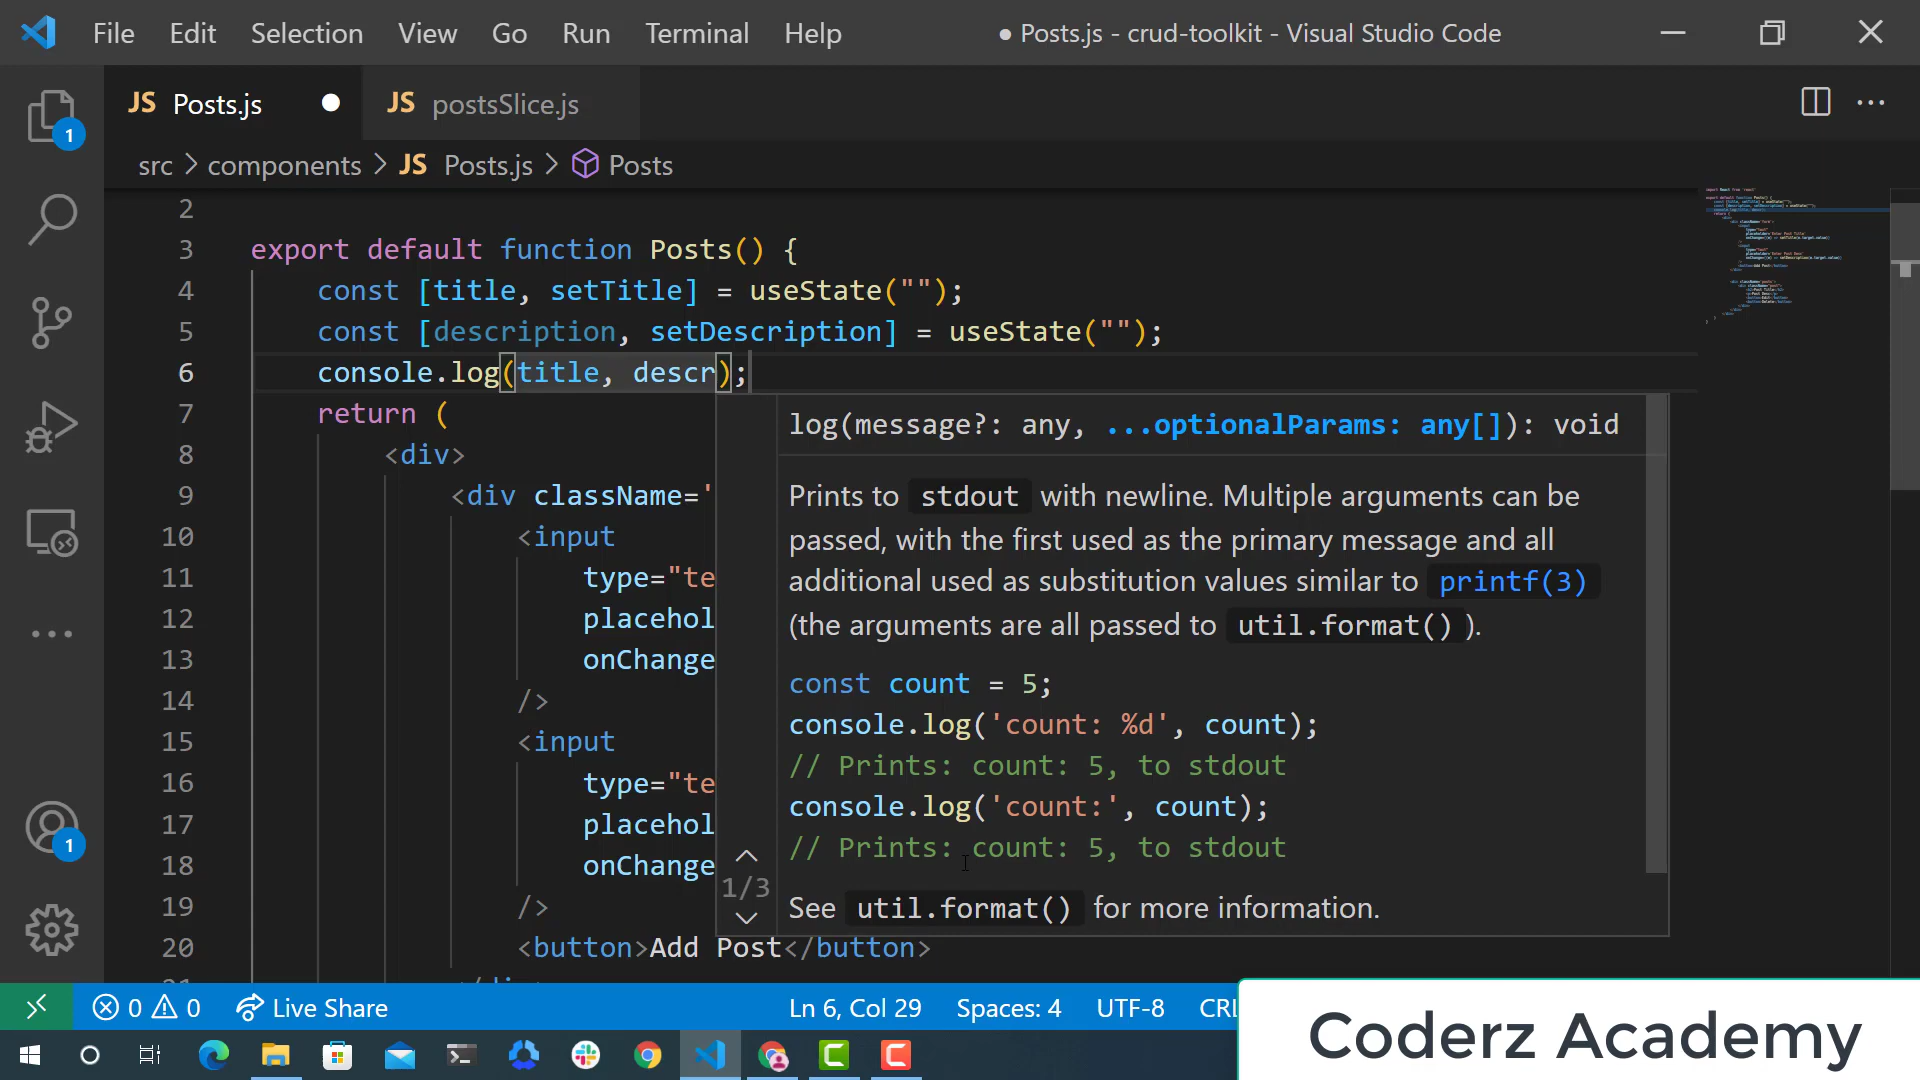 File Edit Selection View Go Run Terminal Help ● Posts.js - crud-toolkit - Visual Studio Code
JS Posts.js ● JS postsSlice.js
src > components > JS Posts.js > Posts
2
3 export default function Posts() {
4 const [title, setTitle] = useState("");
5 const [description, setDescription] = useState("");
6 console.log(title, descr);
7 return (
8 <div>
9 <div className='
10 <input
11 type="te
12 placehol
13 onChange
14 />
15 <input
16 type="te
17 placehol
18 onChange
19 />
20 <button>Add Post</button>
log(message?: any, ...optionalParams: any[]): void
Prints to stdout with newline. Multiple arguments can be
passed, with the first used as the primary message and all
additional used as substitution values similar to printf(3)
(the arguments are all passed to util.format() ).
const count = 5;
console.log('count: %d', count);
// Prints: count: 5, to stdout
console.log('count:', count);
// Prints: count: 5, to stdout
1/3
See util.format() for more information.
1
1
0 0 Live Share Ln 6, Col 29 Spaces: 4 UTF-8 CRL
Coderz Academy